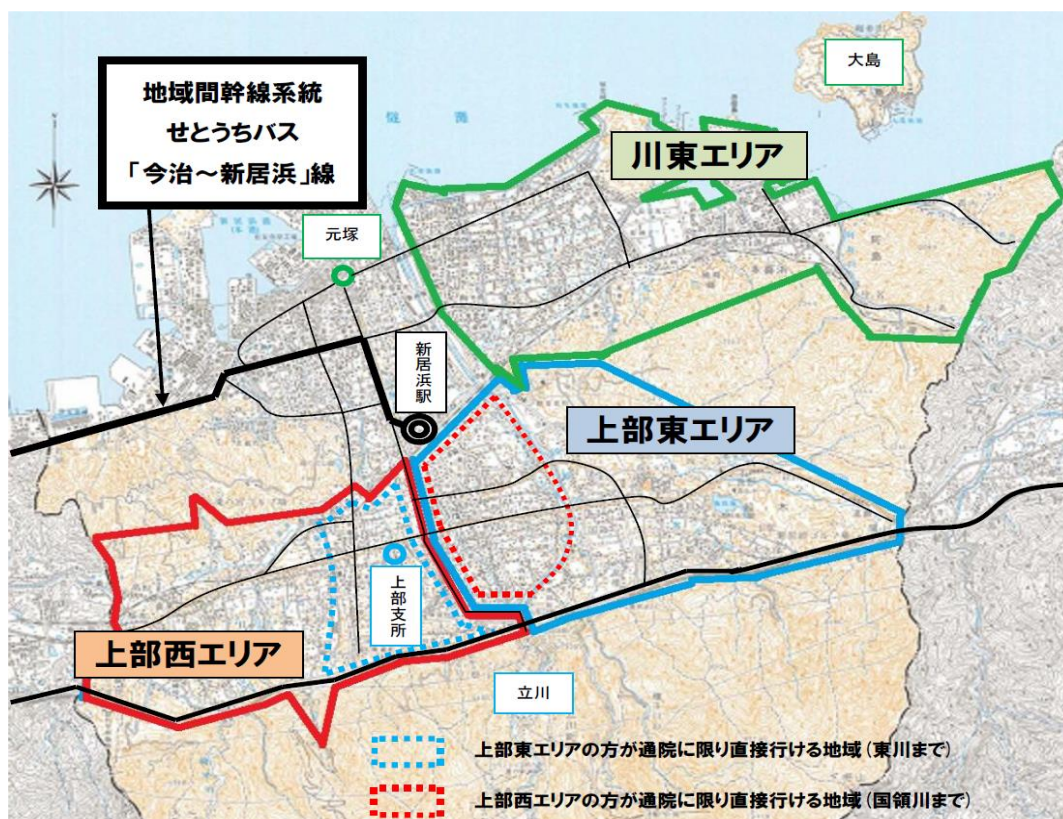 地域間幹線系統
せとうちバス
「今治～新居浜」線
大島
川東エリア
燧灘
元塚
新居浜駅
上部東エリア
上部支所
上部西エリア
立川
上部東エリアの方が通院に限り直接行ける地域(東川まで)
上部西エリアの方が通院に限り直接行ける地域(国領川まで)